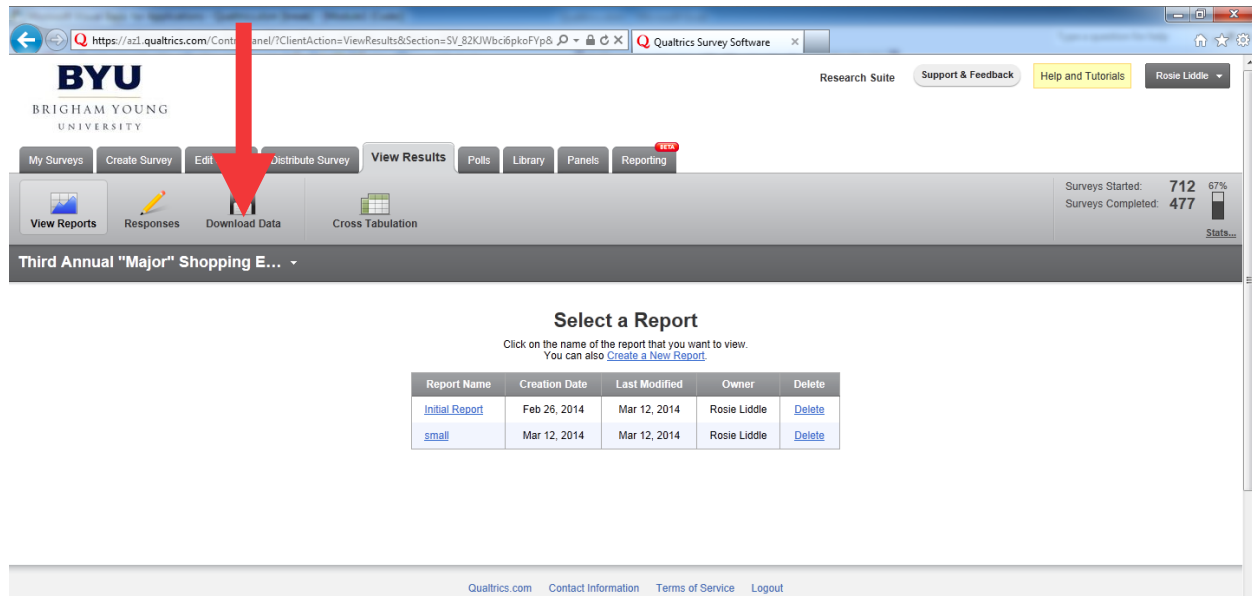 https://az1.qualtrics.com/Cont anel/?ClientAction=ViewResults&Section=SV_82KJWbci6pkoFYp&
Qualtrics Survey Software
BYU
BRIGHAM YOUNG
UNIVERSITY
Research Suite Support & Feedback Help and Tutorials Rosie Liddle
My Surveys Create Survey Edit Distribute Survey View Results Polls Library Panels Reporting BETA
View Reports Responses Download Data Cross Tabulation
Surveys Started: 712 67%
Surveys Completed: 477
Stats...
Third Annual "Major" Shopping E...
Select a Report
Click on the name of the report that you want to view.
You can also Create a New Report.
Report Name Creation Date Last Modified Owner Delete
Initial Report Feb 26, 2014 Mar 12, 2014 Rosie Liddle Delete
small Mar 12, 2014 Mar 12, 2014 Rosie Liddle Delete
Qualtrics.com Contact Information Terms of Service Logout